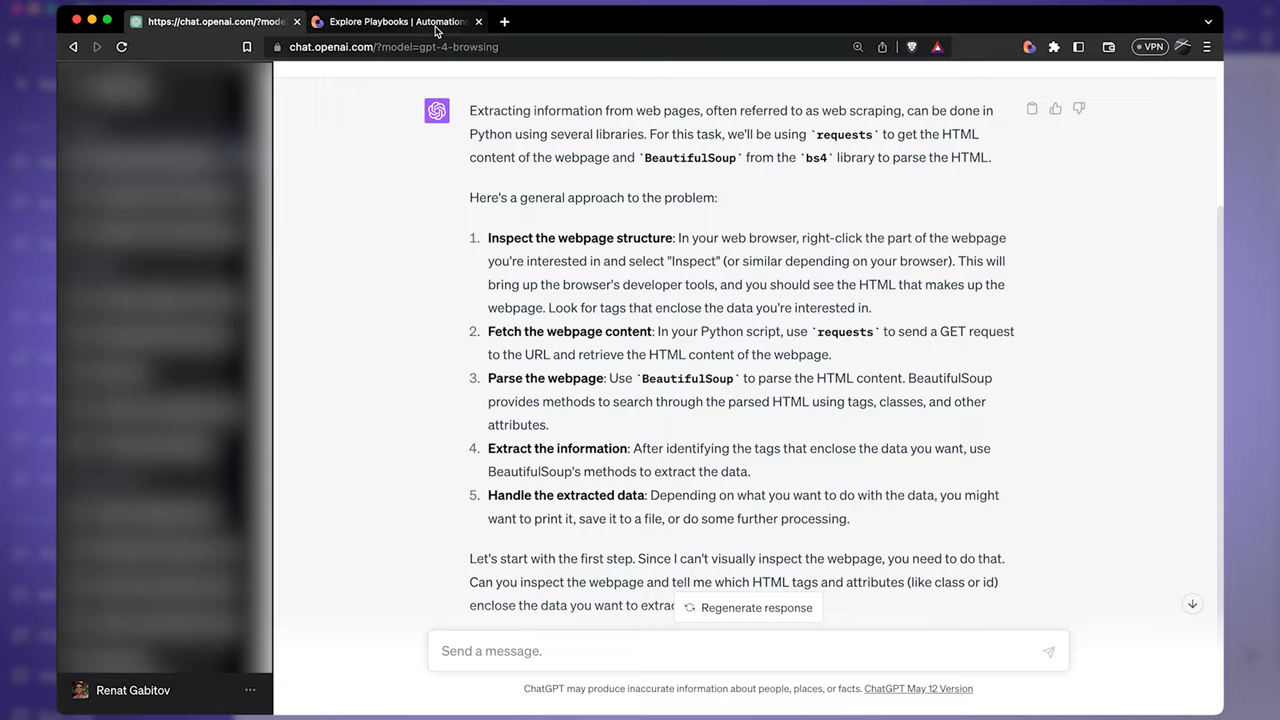 https://chat.openai.com/?mode
Explore Playbooks | Automation
chat.openai.com/?model=gpt-4-browsing
VPN
Extracting information from web pages, often referred to as web scraping, can be done in
Python using several libraries. For this task, we'll be using `requests` to get the HTML
content of the webpage and `BeautifulSoup` from the `bs4` library to parse the HTML.
Here's a general approach to the problem:
1. Inspect the webpage structure: In your web browser, right-click the part of the webpage
you're interested in and select "Inspect" (or similar depending on your browser). This will
bring up the browser's developer tools, and you should see the HTML that makes up the
webpage. Look for tags that enclose the data you're interested in.
2. Fetch the webpage content: In your Python script, use `requests` to send a GET request
to the URL and retrieve the HTML content of the webpage.
3. Parse the webpage: Use `BeautifulSoup` to parse the HTML content. BeautifulSoup
provides methods to search through the parsed HTML using tags, classes, and other
attributes.
4. Extract the information: After identifying the tags that enclose the data you want, use
BeautifulSoup's methods to extract the data.
5. Handle the extracted data: Depending on what you want to do with the data, you might
want to print it, save it to a file, or do some further processing.
Let's start with the first step. Since I can't visually inspect the webpage, you need to do that.
Can you inspect the webpage and tell me which HTML tags and attributes (like class or id)
enclose the data you want to extrac
Regenerate response
Send a message.
ChatGPT may produce inaccurate information about people, places, or facts. ChatGPT May 12 Version
Renat Gabitov